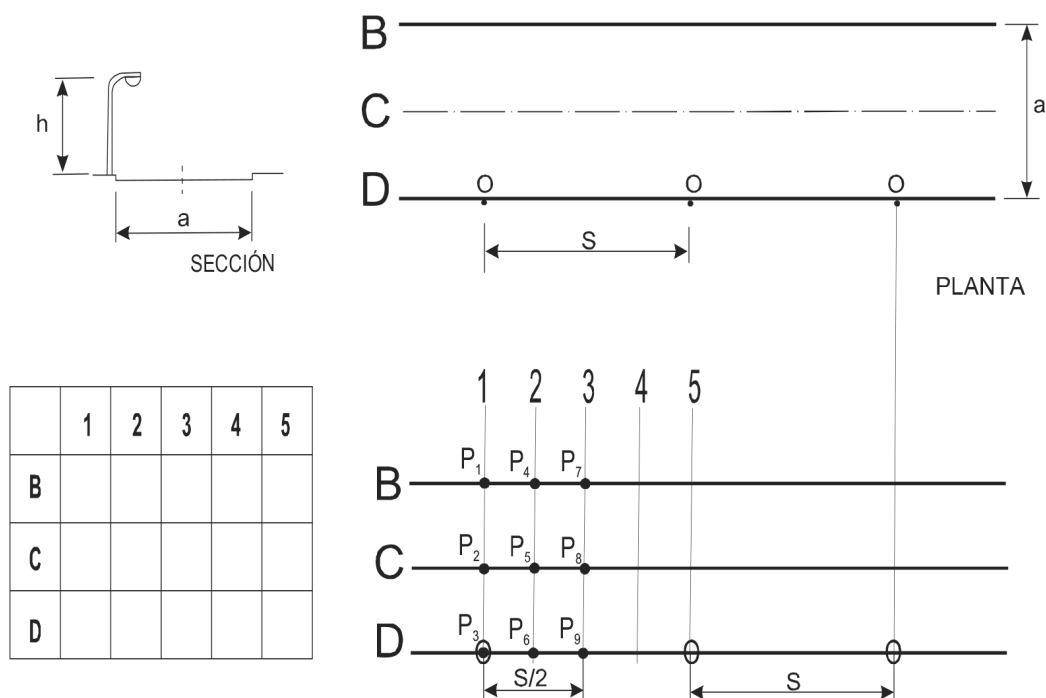 B
C
D
a
O O O
S
PLANTA
h
a
SECCIÓN
1 2 3 4 5
B
C
D
1 2 3 4 5
B P₁ P₄ P₇
C P₂ P₅ P₈
D P₃ P₆ P₉
S/2 S